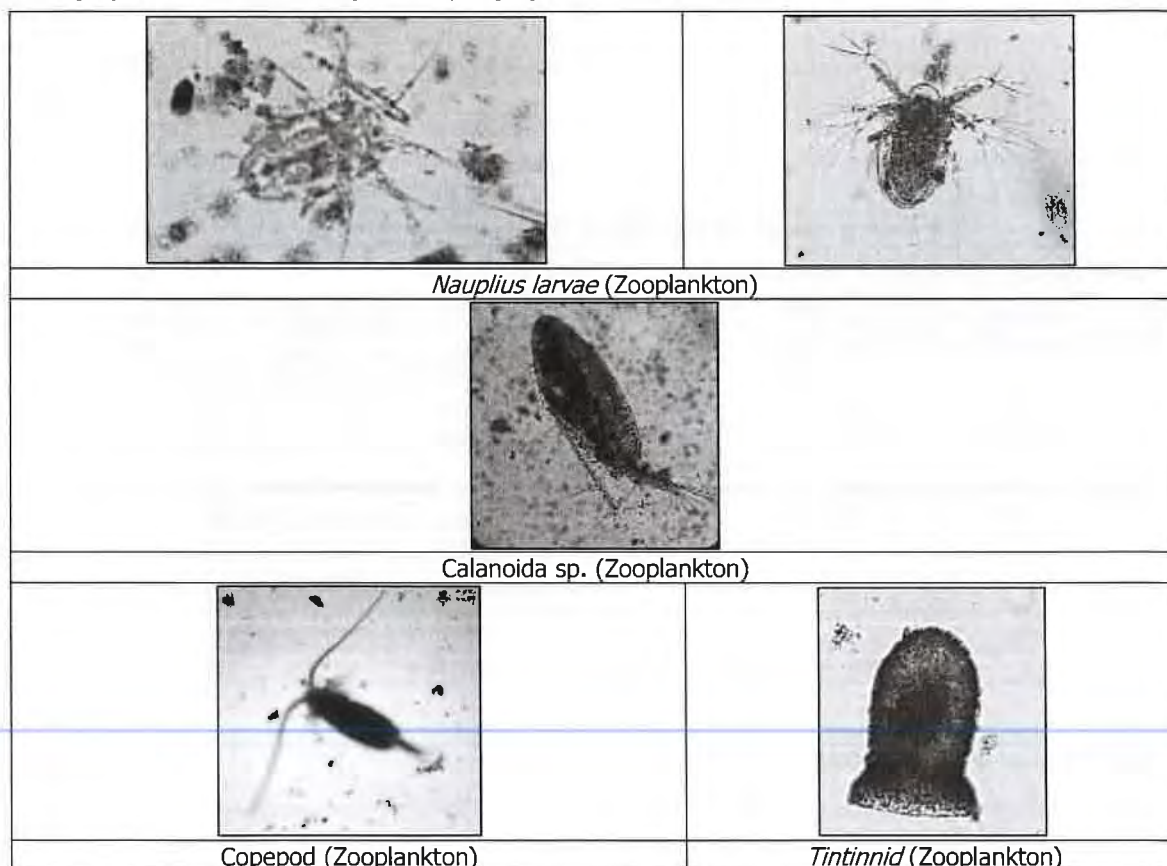 Nauplius larvae (Zooplankton)
Calanoida sp. (Zooplankton)
Copepod (Zooplankton)
Tintinnid (Zooplankton)